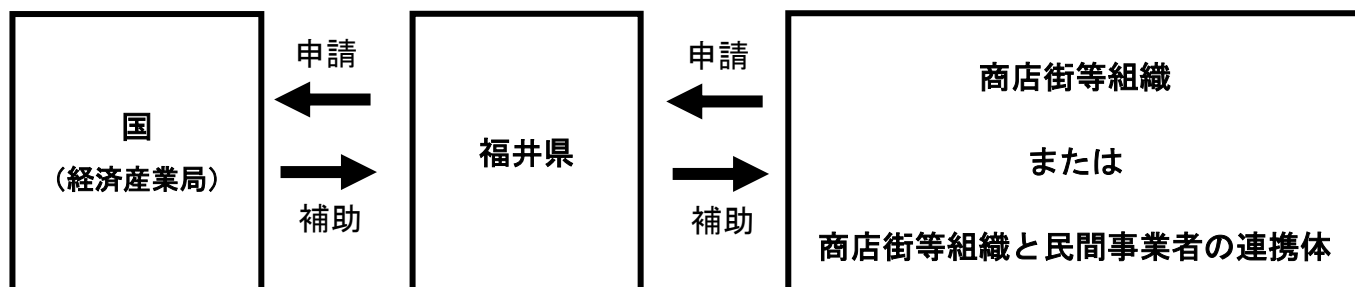 国
（経済産業局）
申請
補助
福井県
申請
補助
商店街等組織
または
商店街等組織と民間事業者の連携体